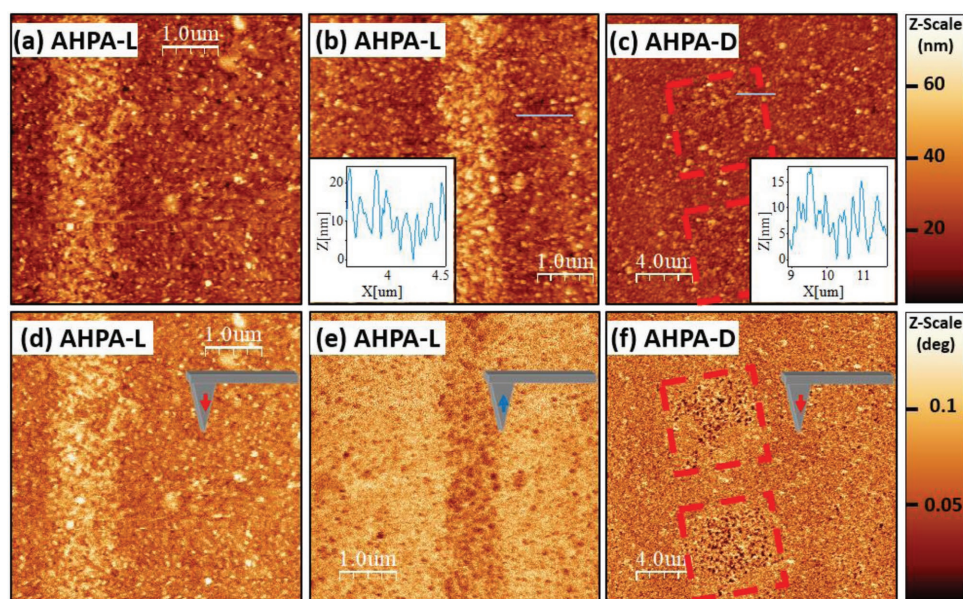 (a) AHPA-L
1.0um
(b) AHPA-L
(c) AHPA-D
Z-Scale
(nm)
60
40
20
20
10
0
Z[nm]
4
4.5
X[um]
1.0um
4.0um
15
10
5
0
Z[nm]
9
10
11
X[um]
(d) AHPA-L
1.0um
(e) AHPA-L
(f) AHPA-D
Z-Scale
(deg)
0.1
0.05
1.0um
4.0um